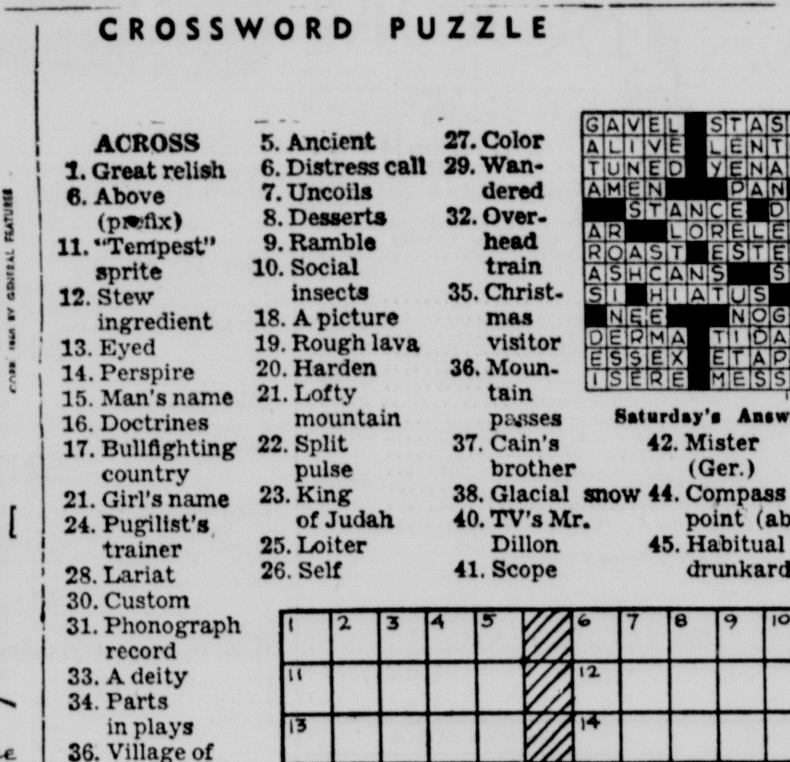 CROSSWORD PUZZLE
ACROSS
1. Great relish
6. Above
(prefix)
11. "Tempest"
sprite
12. Stew
ingredient
13. Eyed
14. Perspire
15. Man's name
16. Doctrines
17. Bullfighting
country
21. Girl's name
24. Pugilist's
trainer
28. Lariat
30. Custom
31. Phonograph
record
33. A deity
34. Parts
in plays
36. Village of
5. Ancient
6. Distress call
7. Uncoils
8. Desserts
9. Ramble
10. Social
insects
18. A picture
19. Rough lava
20. Harden
21. Lofty
mountain
22. Split
pulse
23. King
of Judah
25. Loiter
26. Self
27. Color
29. Wan-
dered
32. Over-
head
train
35. Christ-
mas
visitor
36. Moun-
tain
passes
37. Cain's
brother
38. Glacial snow
40. TV's Mr.
Dillon
41. Scope
GAVEL STAS
ALIVE LENT
TUNED YENA
AMEN PAN
STANCE D
AR LORELE
ROAST ESTE
ASHCANS S
SI HIATUS
NEE NOG
DERMA TIDA
ESSEX ETAP
ISERE MESS
Saturday's Answ
42. Mister
(Ger.)
44. Compass
point (ab
45. Habitual
drunkard
1 2 3 4 5 6 7 8 9 10
11 12
13 14
BY GENERAL FEATURES